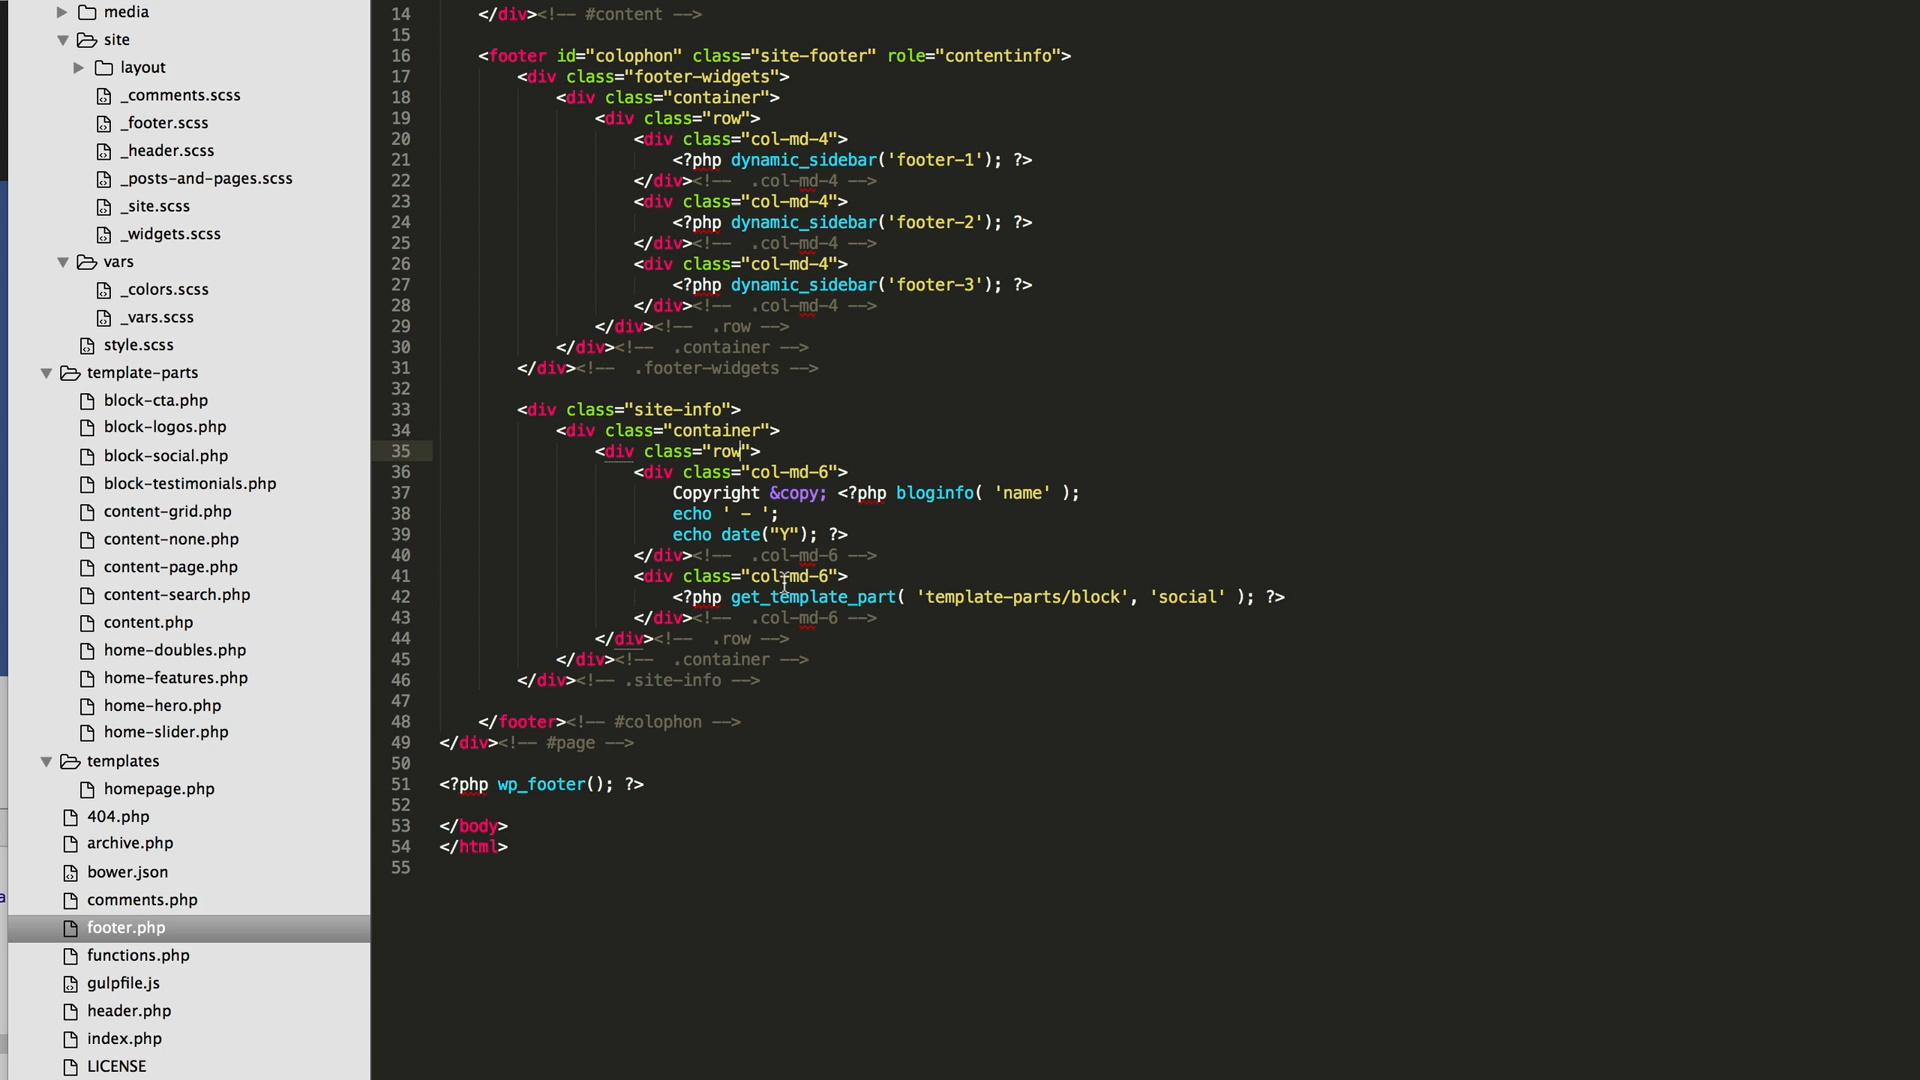 media
site
layout
_comments.scss
_footer.scss
_header.scss
_posts-and-pages.scss
_site.scss
_widgets.scss
vars
_colors.scss
_vars.scss
style.scss
template-parts
block-cta.php
block-logos.php
block-social.php
block-testimonials.php
content-grid.php
content-none.php
content-page.php
content-search.php
content.php
home-doubles.php
home-features.php
home-hero.php
home-slider.php
templates
homepage.php
404.php
archive.php
bower.json
comments.php
footer.php
functions.php
gulpfile.js
header.php
index.php
LICENSE
14 </div><!-- #content -->
15
16 <footer id="colophon" class="site-footer" role="contentinfo">
17 <div class="footer-widgets">
18 <div class="container">
19 <div class="row">
20 <div class="col-md-4">
21 <?php dynamic_sidebar('footer-1'); ?>
22 </div><!--  .col-md-4 -->
23 <div class="col-md-4">
24 <?php dynamic_sidebar('footer-2'); ?>
25 </div><!--  .col-md-4 -->
26 <div class="col-md-4">
27 <?php dynamic_sidebar('footer-3'); ?>
28 </div><!--  .col-md-4 -->
29 </div><!--  .row -->
30 </div><!--  .container -->
31 </div><!--  .footer-widgets -->
32
33 <div class="site-info">
34 <div class="container">
35 <div class="row">
36 <div class="col-md-6">
37 Copyright &copy; <?php bloginfo( 'name' );
38 echo ' - ';
39 echo date("Y"); ?>
40 </div><!--  .col-md-6 -->
41 <div class="col-md-6">
42 <?php get_template_part( 'template-parts/block', 'social' ); ?>
43 </div><!--  .col-md-6 -->
44 </div><!--  .row -->
45 </div><!--  .container -->
46 </div><!-- .site-info -->
47
48 </footer><!-- #colophon -->
49 </div><!-- #page -->
50
51 <?php wp_footer(); ?>
52
53 </body>
54 </html>
55